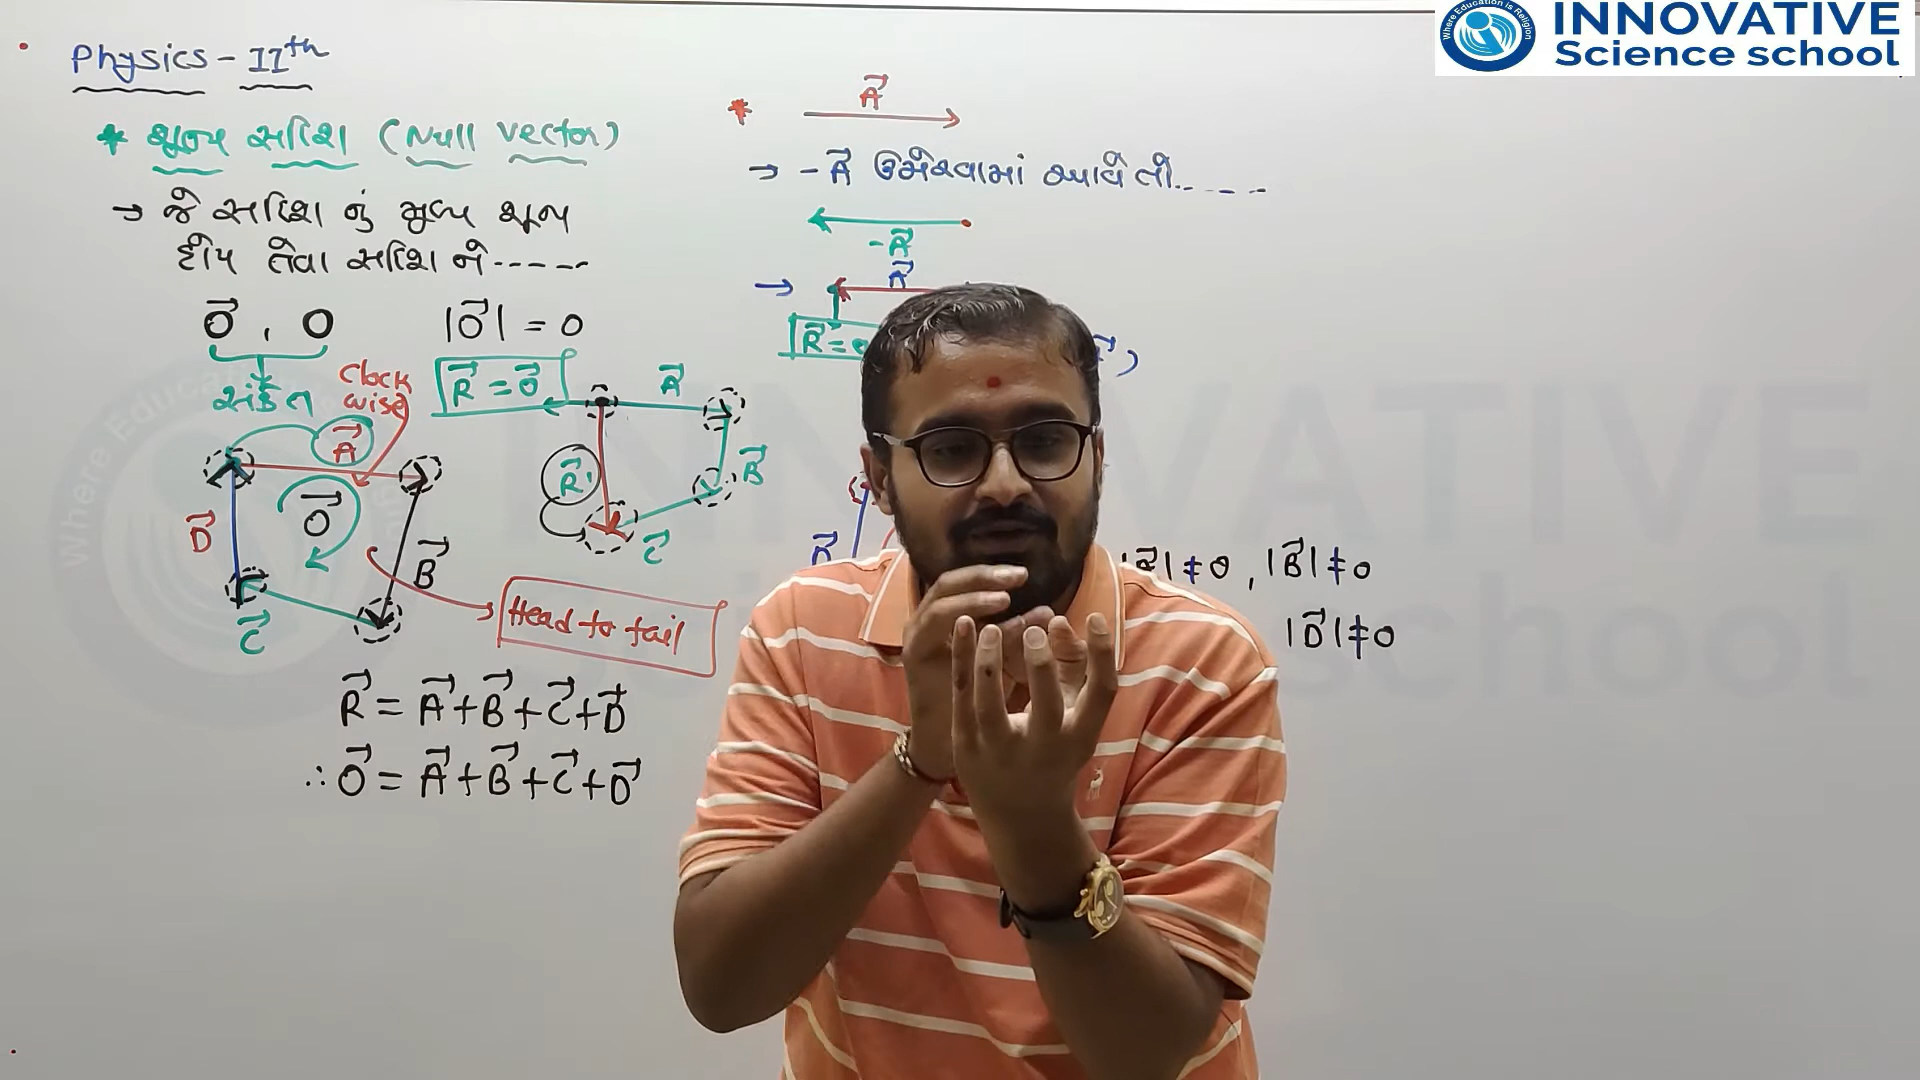 INNOVATIVE
Science school
Where Education is Religion
Physics - 11th
* શૂન્ય સદિશ (Null vector)
→ જે સદિશ નું મુલ્ય શૂન્ય
હોય તેવા સદિશ ને-----
O⃗ , O |O⃗| = 0
સંકેત
Clock
wise
R⃗ = O⃗
A⃗
B⃗
C⃗
R⃗
A⃗
B⃗
C⃗
D⃗
O⃗
Head to tail
R⃗ = A⃗+B⃗+C⃗+D⃗
∴ O⃗ = A⃗+B⃗+C⃗+D⃗
* A⃗
→ -A⃗ ઉમેરવામાં આવે તો.----
-A⃗
→ A⃗
R⃗=
|A⃗|≠0 , |B⃗|≠0
|D⃗|≠0